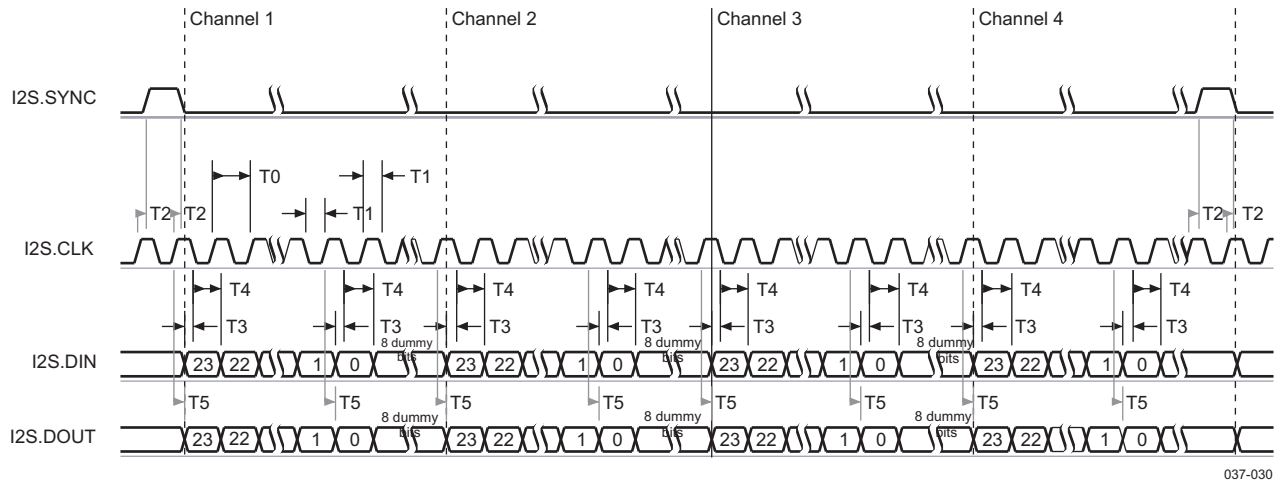 Channel 1 Channel 2 Channel 3 Channel 4
I2S.SYNC
T0 T1
T2 T2 T1 T2 T2
I2S.CLK
T4 T4 T4 T4 T4 T4 T4 T4
T3 T3 T3 T3 T3 T3 T3 T3
8 dummy bits 8 dummy bits 8 dummy bits
I2S.DIN 23 22 1 0 23 22 1 0 23 22 1 0 23 22 1 0
T5 T5 T5 T5 T5 T5 T5 T5
8 dummy bits 8 dummy bits 8 dummy bits
I2S.DOUT 23 22 1 0 23 22 1 0 23 22 1 0 23 22 1 0
037-030